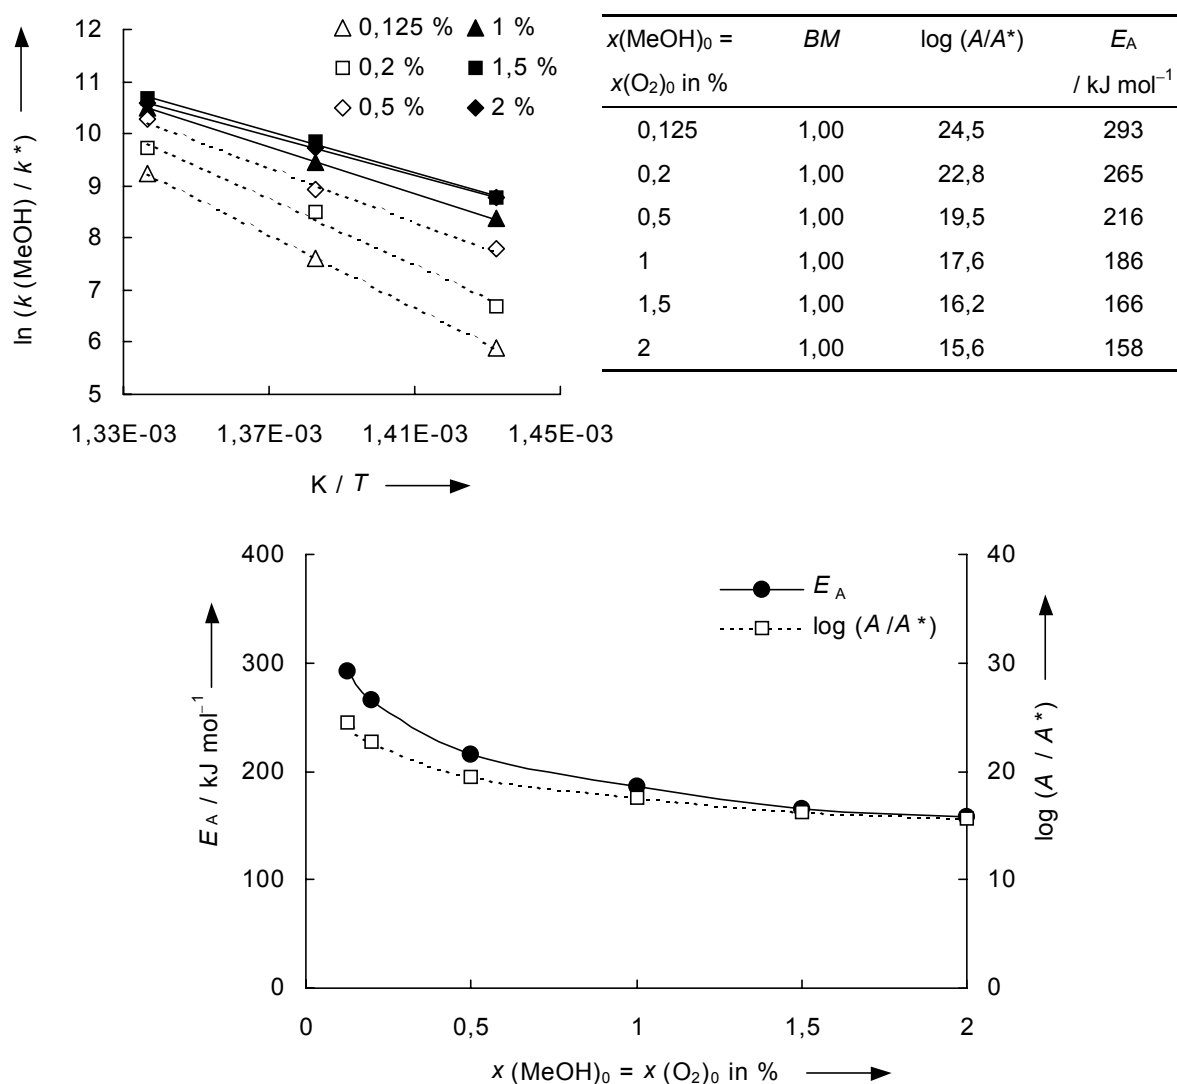 ln (k (MeOH) / k *)
12
11
10
9
8
7
6
5
1,33E-03 1,37E-03 1,41E-03 1,45E-03
K / T
0,125 % 1 %
0,2 % 1,5 %
0,5 % 2 %
x(MeOH)₀ = BM log (A/A*) E_A
x(O₂)₀ in % / kJ mol⁻¹
0,125 1,00 24,5 293
0,2 1,00 22,8 265
0,5 1,00 19,5 216
1 1,00 17,6 186
1,5 1,00 16,2 166
2 1,00 15,6 158
E_A / kJ mol⁻¹
400
300
200
100
0
E_A
log (A /A *)
40
30
20
10
0
log (A / A *)
0 0,5 1 1,5 2
x (MeOH)₀ = x (O₂)₀ in %